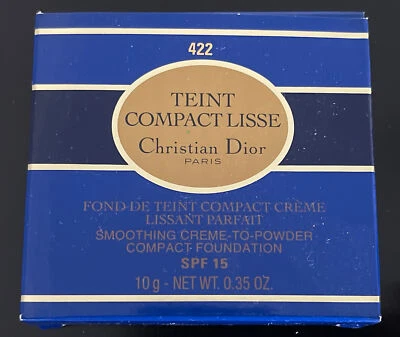 422
TEINT
COMPACT LISSE
Christian Dior
PARIS
FOND DE TEINT COMPACT CRÈME
LISSANT PARFAIT
SMOOTHING CREME-TO-POWDER
COMPACT FOUNDATION
SPF 15
10 g - NET WT. 0.35 OZ.